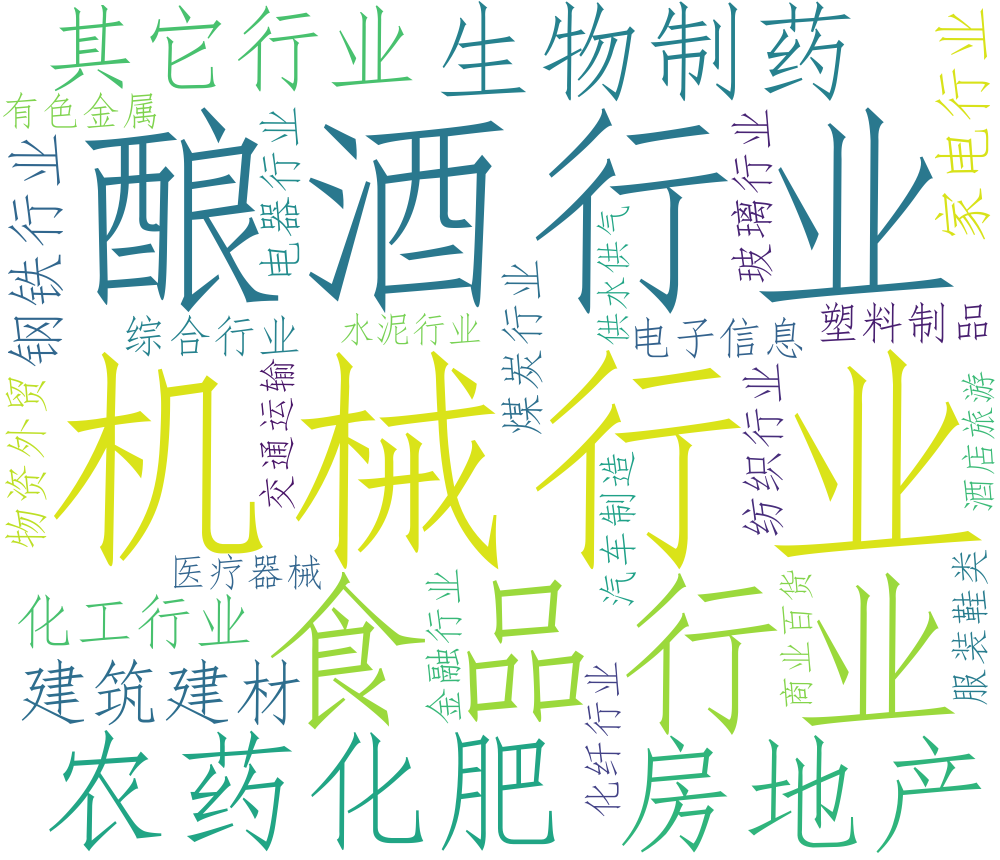 其它行业
生物制药
家电行业
有色金属
酿酒行业
电器行业
玻璃行业
钢铁行业
供水供气
综合行业
水泥行业
煤炭行业
电子信息
塑料制品
机械行业
物资外贸
交通运输
纺织行业
酒店旅游
汽车制造
医疗器械
化工行业
食品行业
金融行业
商业百货
服装鞋类
建筑建材
化纤行业
农药化肥
房地产